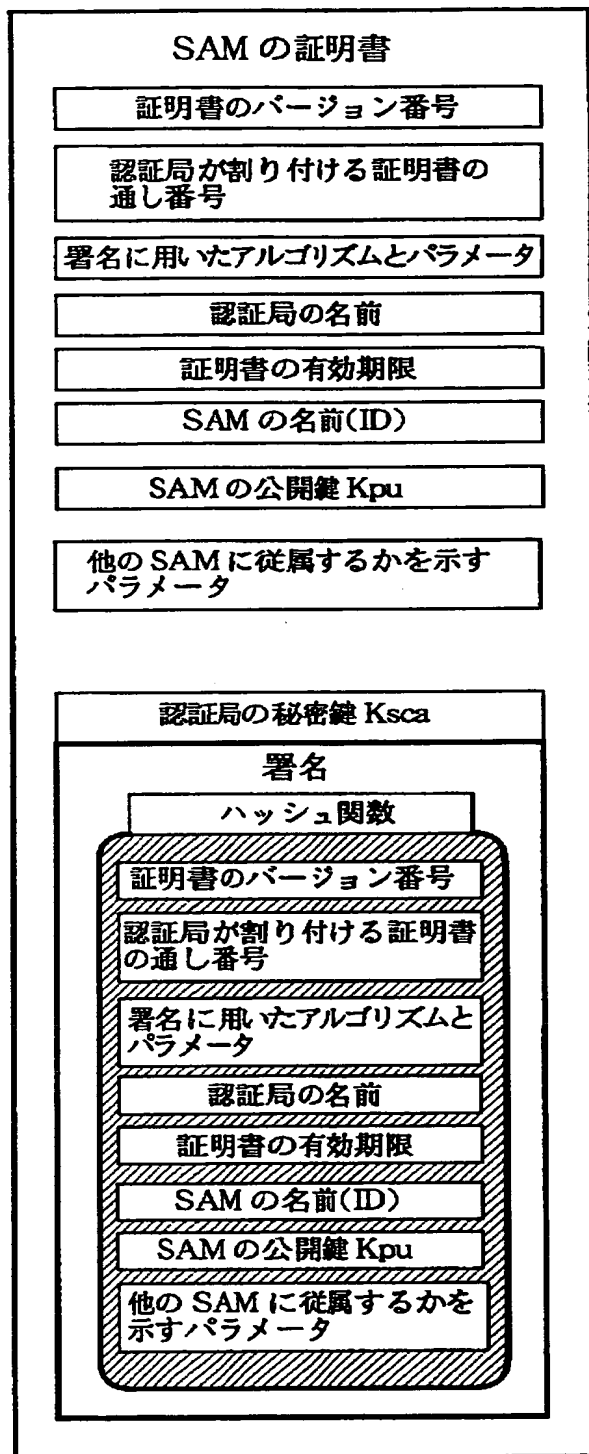 SAM の証明書
証明書のバージョン番号
認証局が割り付ける証明書の
通し番号
署名に用いたアルゴリズムとパラメータ
認証局の名前
証明書の有効期限
SAM の名前(ID)
SAM の公開鍵 Kpu
他の SAM に従属するかを示す
パラメータ
認証局の秘密鍵 Ksca
署名
ハッシュ関数
証明書のバージョン番号
認証局が割り付ける証明書
の通し番号
署名に用いたアルゴリズムと
パラメータ
認証局の名前
証明書の有効期限
SAM の名前(ID)
SAM の公開鍵 Kpu
他の SAM に従属するかを
示すパラメータ